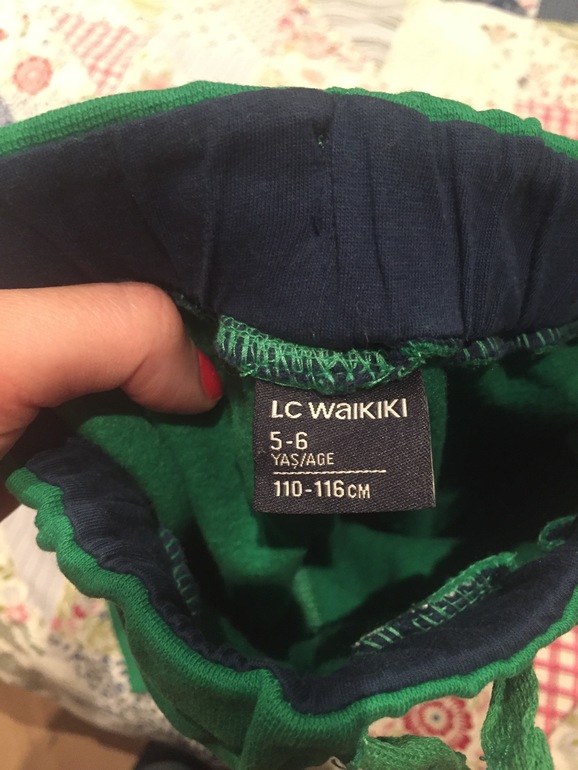 LC WAIKIKI
5-6
YAŞ/AGE
110-116CM